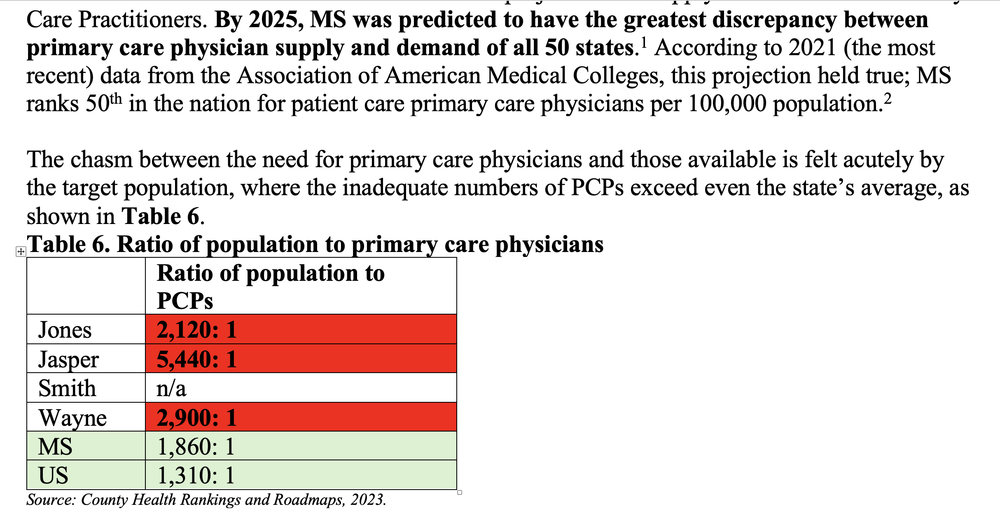 Care Practitioners. By 2025, MS was predicted to have the greatest discrepancy between
primary care physician supply and demand of all 50 states.1 According to 2021 (the most
recent) data from the Association of American Medical Colleges, this projection held true; MS
ranks 50th in the nation for patient care primary care physicians per 100,000 population.2
The chasm between the need for primary care physicians and those available is felt acutely by
the target population, where the inadequate numbers of PCPs exceed even the state’s average, as
shown in Table 6.
Table 6. Ratio of population to primary care physicians
Ratio of population to
PCPs
Jones 2,120: 1
Jasper 5,440: 1
Smith n/a
Wayne 2,900: 1
MS 1,860: 1
US 1,310: 1
Source: County Health Rankings and Roadmaps, 2023.